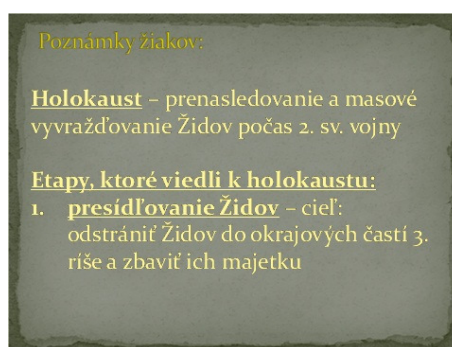 Poznámky žiakov:
Holokaust – prenasledovanie a masové
vyvražďovanie Židov počas 2. sv. vojny
Etapy, ktoré viedli k holokaustu:
1. presídľovanie Židov – cieľ:
odstrániť Židov do okrajových častí 3.
ríše a zbaviť ich majetku